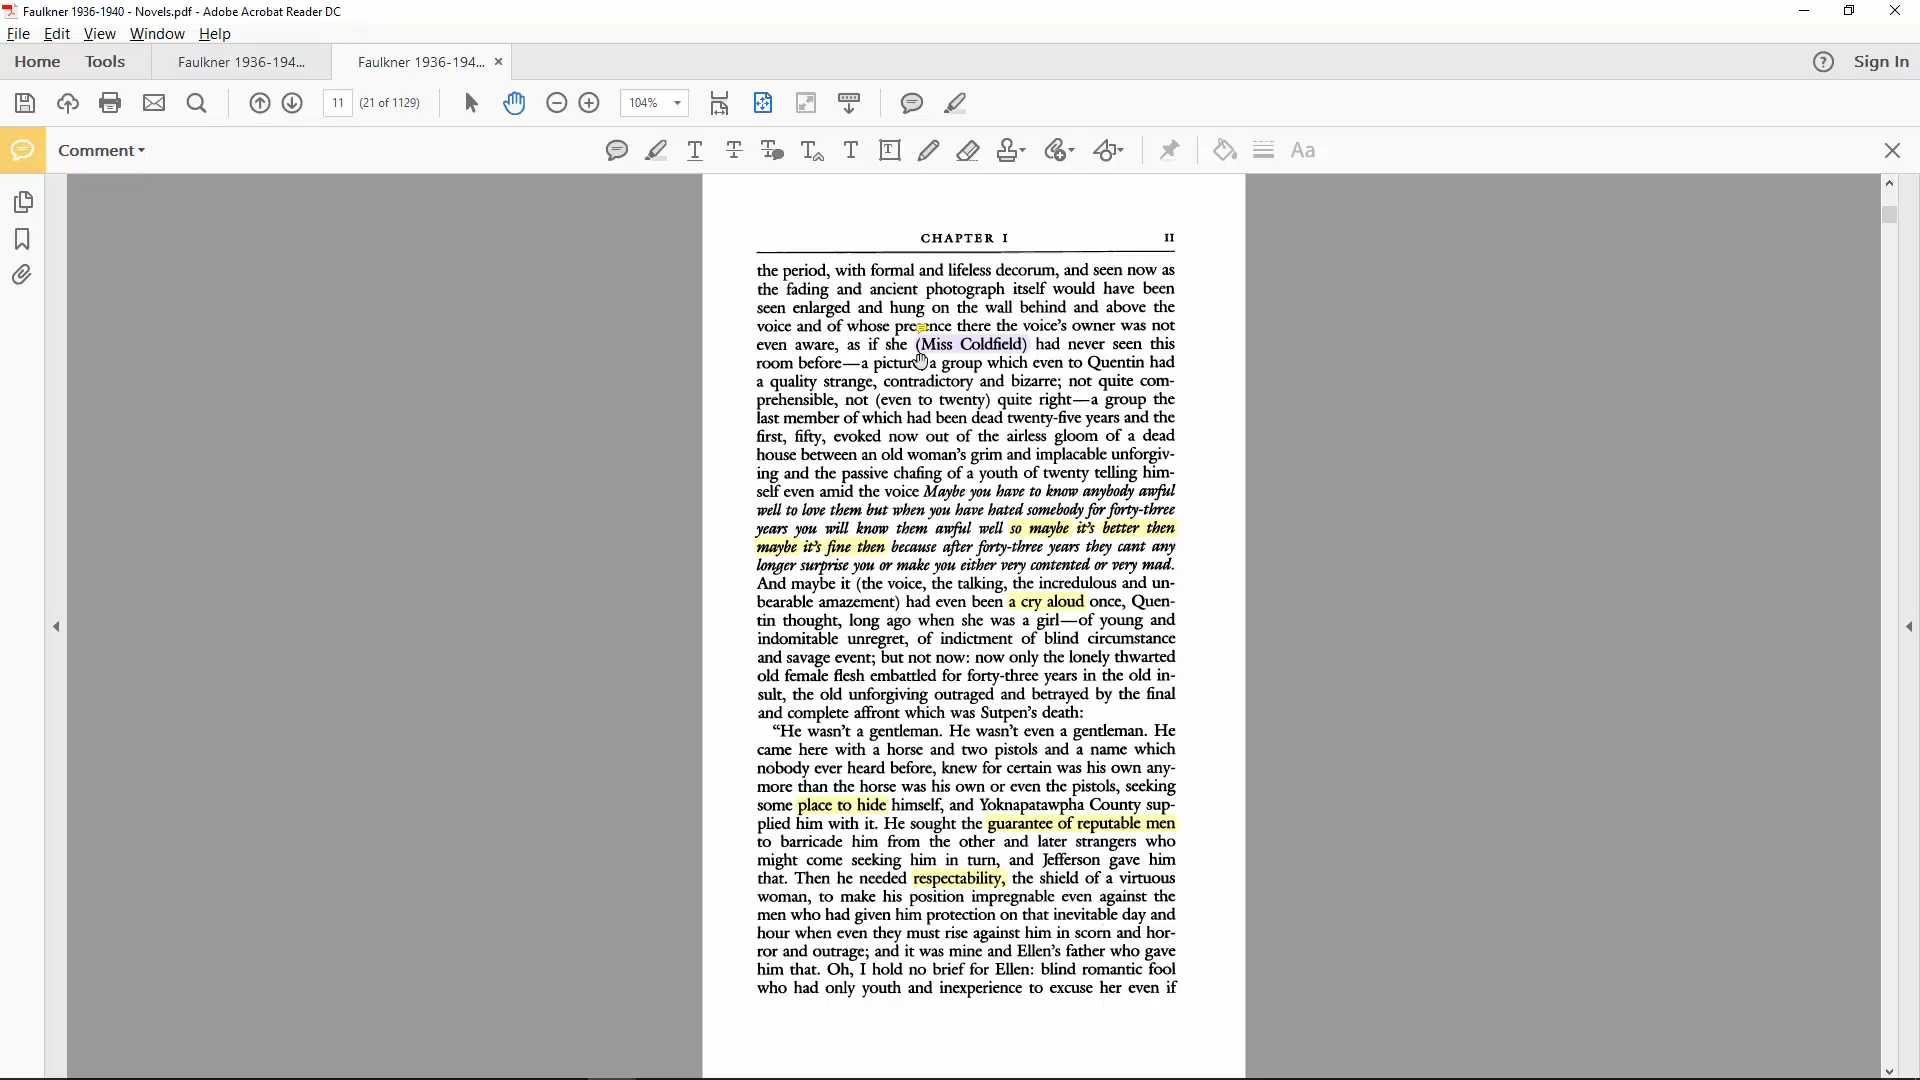 Faulkner 1936-1940 - Novels.pdf - Adobe Acrobat Reader DC
File Edit View Window Help
Home Tools Faulkner 1936-194... Faulkner 1936-194... × Sign In
11 (21 of 1129) 104%
Comment Aa
CHAPTER I 11
the period, with formal and lifeless decorum, and seen now as
the fading and ancient photograph itself would have been
seen enlarged and hung on the wall behind and above the
voice and of whose presence there the voice's owner was not
even aware, as if she (Miss Coldfield) had never seen this
room before—a picture, a group which even to Quentin had
a quality strange, contradictory and bizarre; not quite com-
prehensible, not (even to twenty) quite right—a group the
last member of which had been dead twenty-five years and the
first, fifty, evoked now out of the airless gloom of a dead
house between an old woman's grim and implacable unforgiv-
ing and the passive chafing of a youth of twenty telling him-
self even amid the voice Maybe you have to know anybody awful
well to love them but when you have hated somebody for forty-three
years you will know them awful well so maybe it's better then
maybe it's fine then because after forty-three years they cant any
longer surprise you or make you either very contented or very mad.
And maybe it (the voice, the talking, the incredulous and un-
bearable amazement) had even been a cry aloud once, Quen-
tin thought, long ago when she was a girl—of young and
indomitable unregret, of indictment of blind circumstance
and savage event; but not now: now only the lonely thwarted
old female flesh embattled for forty-three years in the old in-
sult, the old unforgiving outraged and betrayed by the final
and complete affront which was Sutpen's death:
"He wasn't a gentleman. He wasn't even a gentleman. He
came here with a horse and two pistols and a name which
nobody ever heard before, knew for certain was his own any-
more than the horse was his own or even the pistols, seeking
some place to hide himself, and Yoknapatawpha County sup-
plied him with it. He sought the guarantee of reputable men
to barricade him from the other and later strangers who
might come seeking him in turn, and Jefferson gave him
that. Then he needed respectability, the shield of a virtuous
woman, to make his position impregnable even against the
men who had given him protection on that inevitable day and
hour when even they must rise against him in scorn and hor-
ror and outrage; and it was mine and Ellen's father who gave
him that. Oh, I hold no brief for Ellen: blind romantic fool
who had only youth and inexperience to excuse her even if